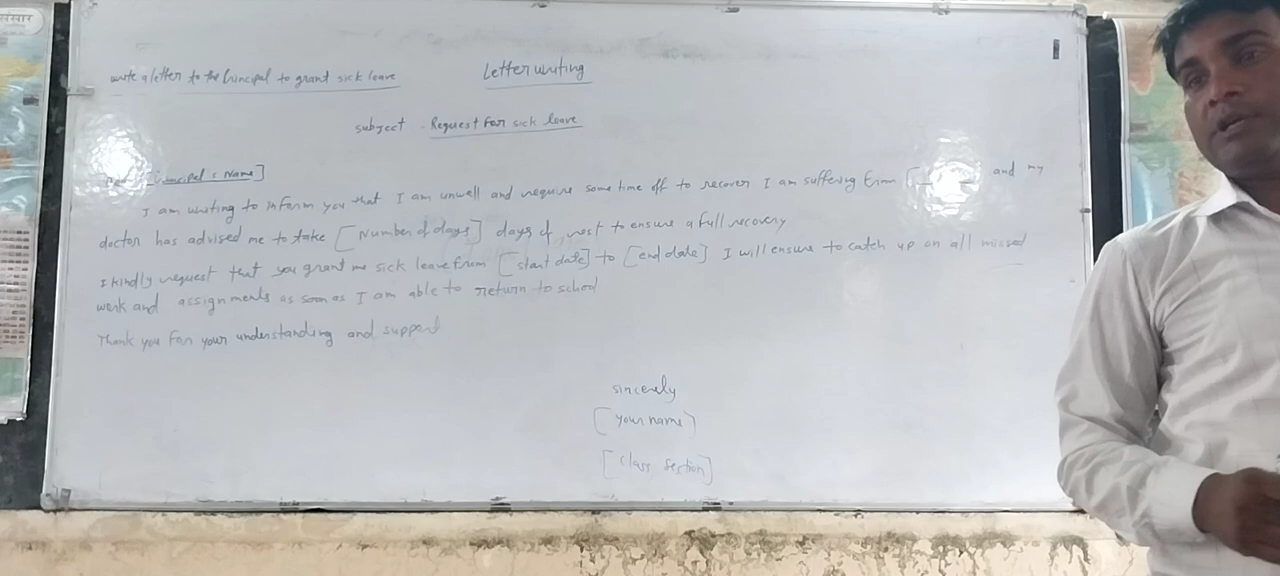 Letter writing
write a letter to the Principal to grant sick leave
subject - Request for sick leave
[Principal's Name]
I am writing to inform you that I am unwell and require some time off to recover I am suffering from [_ _] and my
doctor has advised me to take [Number of days] days of rest to ensure a full recovery
I kindly request that you grant me sick leave from [start date] to [end date] I will ensure to catch up on all missed
work and assignments as soon as I am able to return to school
Thank you for your understanding and support
sincerely
[your name]
[class, section]